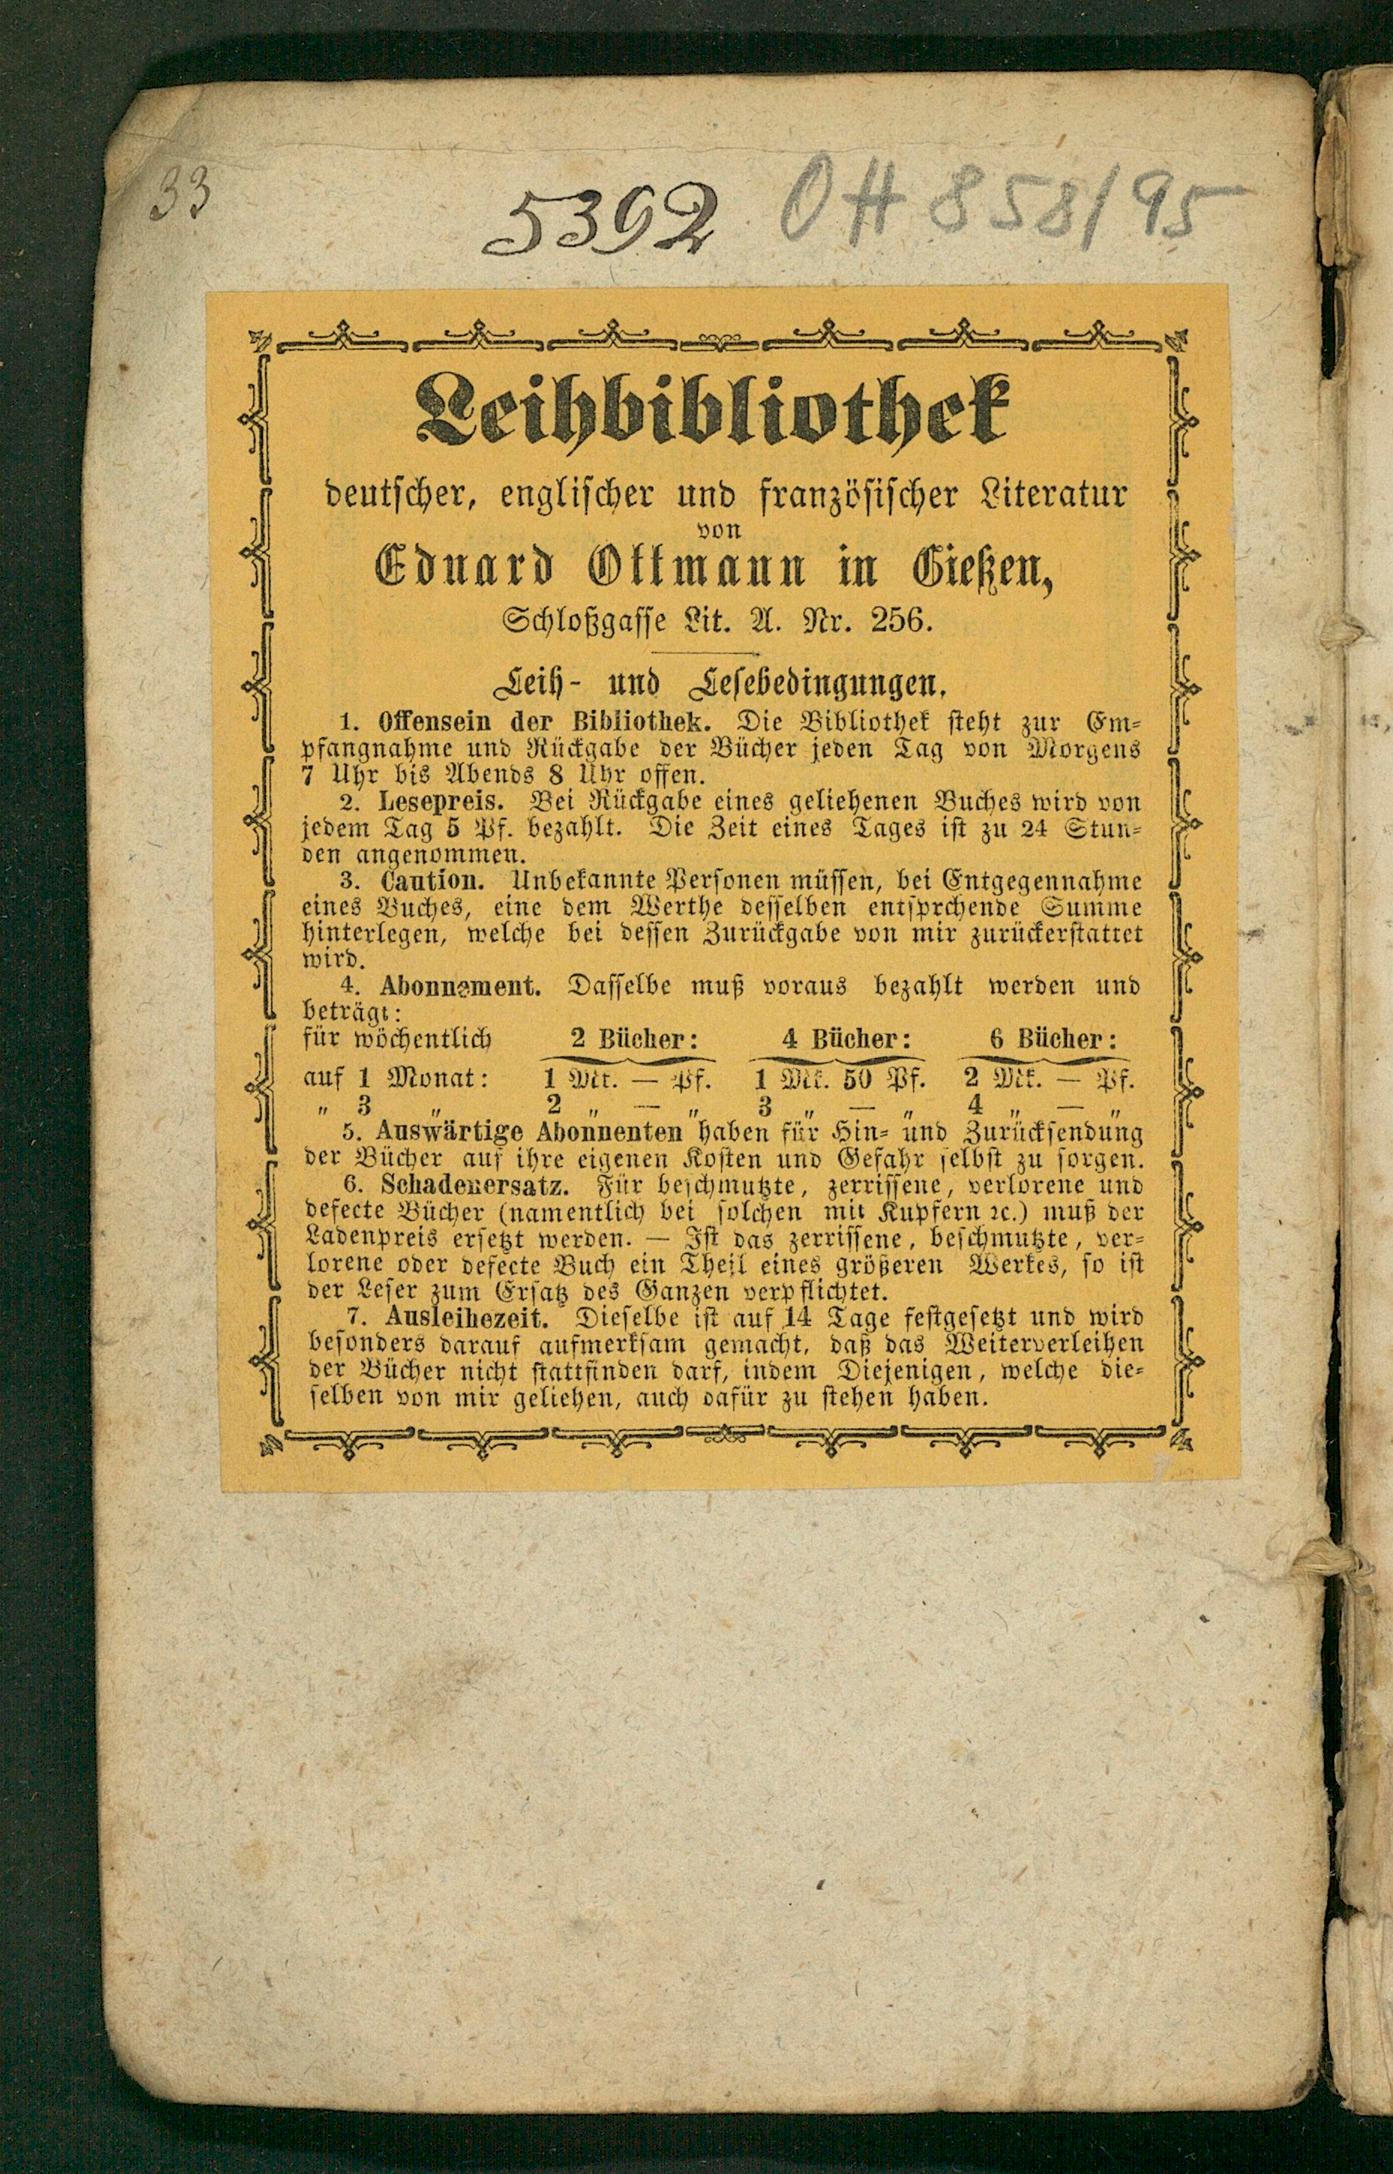 33
5392 OH 858/95
Leihbibliothek
deutscher, englischer und französischer Literatur
von
Eduard Ottmann in Gießen,
Schloßgasse Lit. A. Nr. 256.
Leih- und Lesebedingungen.
1. Offensein der Bibliothek. Die Bibliothek steht zur Em-
pfangnahme und Rückgabe der Bücher jeden Tag von Morgens
7 Uhr bis Abends 8 Uhr offen.
2. Lesepreis. Bei Rückgabe eines geliehenen Buches wird von
jedem Tag 5 Pf. bezahlt. Die Zeit eines Tages ist zu 24 Stun-
den angenommen.
3. Caution. Unbekannte Personen müssen, bei Entgegennahme
eines Buches, eine dem Werthe desselben entsprchende Summe
hinterlegen, welche bei dessen Zurückgabe von mir zurückerstattet
wird.
4. Abonnement. Dasselbe muß voraus bezahlt werden und
beträgt:
für wöchentlich 2 Bücher: 4 Bücher: 6 Bücher:
auf 1 Monat: 1 Mk. — Pf. 1 Mk. 50 Pf. 2 Mk. — Pf.
„ 3 „ 2 „ — „ 3 „ — „ 4 „ — „
5. Auswärtige Abonnenten haben für Hin- und Zurücksendung
der Bücher auf ihre eigenen Kosten und Gefahr selbst zu sorgen.
6. Schadenersatz. Für beschmutzte, zerrissene, verlorene und
defecte Bücher (namentlich bei solchen mit Kupfern ꝛc.) muß der
Ladenpreis ersetzt werden. — Ist das zerrissene, beschmutzte, ver-
lorene oder defecte Buch ein Theil eines größeren Werkes, so ist
der Leser zum Ersatz des Ganzen verpflichtet.
7. Ausleihezeit. Dieselbe ist auf 14 Tage festgesetzt und wird
besonders darauf aufmerksam gemacht, daß das Weiterverleihen
der Bücher nicht stattfinden darf, indem Diejenigen, welche die-
selben von mir geliehen, auch dafür zu stehen haben.